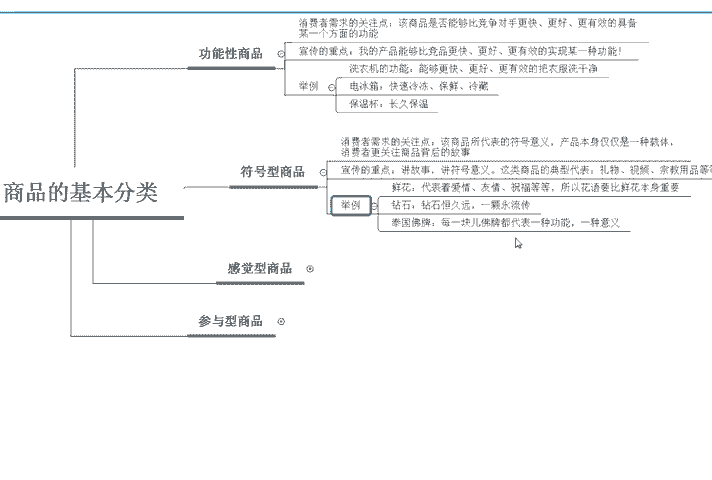 消费者需求的关注点：该商品是否能够比竞争对手更快、更好、更有效的具备
某一个方面的功能
功能性商品
宣传的重点：我的产品能够比竞品更快、更好、更有效的实现某一种功能！
洗衣机的功能：能够更快、更好、更有效的把衣服洗干净
举例
电冰箱：快速冷冻、保鲜、冷藏
保温杯：长久保温
消费者需求的关注点：该商品所代表的符号意义，产品本身仅仅是一种载体，
消费者更关注商品背后的故事
符号型商品
宣传的重点：讲故事，讲符号意义。这类商品的典型代表：礼物、视频、宗教用品等
商品的基本分类
鲜花：代表着爱情、友情、祝福等等，所以花语要比鲜花本身重要
举例
钻石：钻石恒久远，一颗永流传
泰国佛牌：每一块儿佛牌都代表一种功能，一种意义
感觉型商品
参与型商品